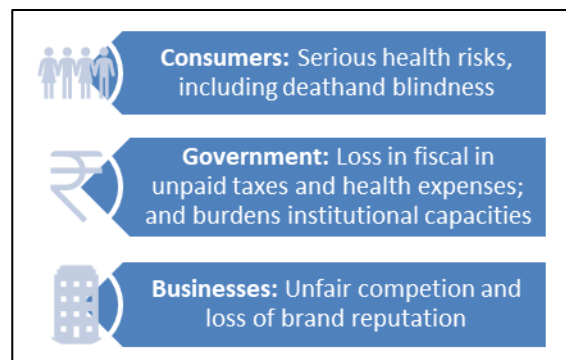 Consumers: Serious health risks,
including deathand blindness
Government: Loss in fiscal in
unpaid taxes and health expenses;
and burdens institutional capacities
Businesses: Unfair competion and
loss of brand reputation